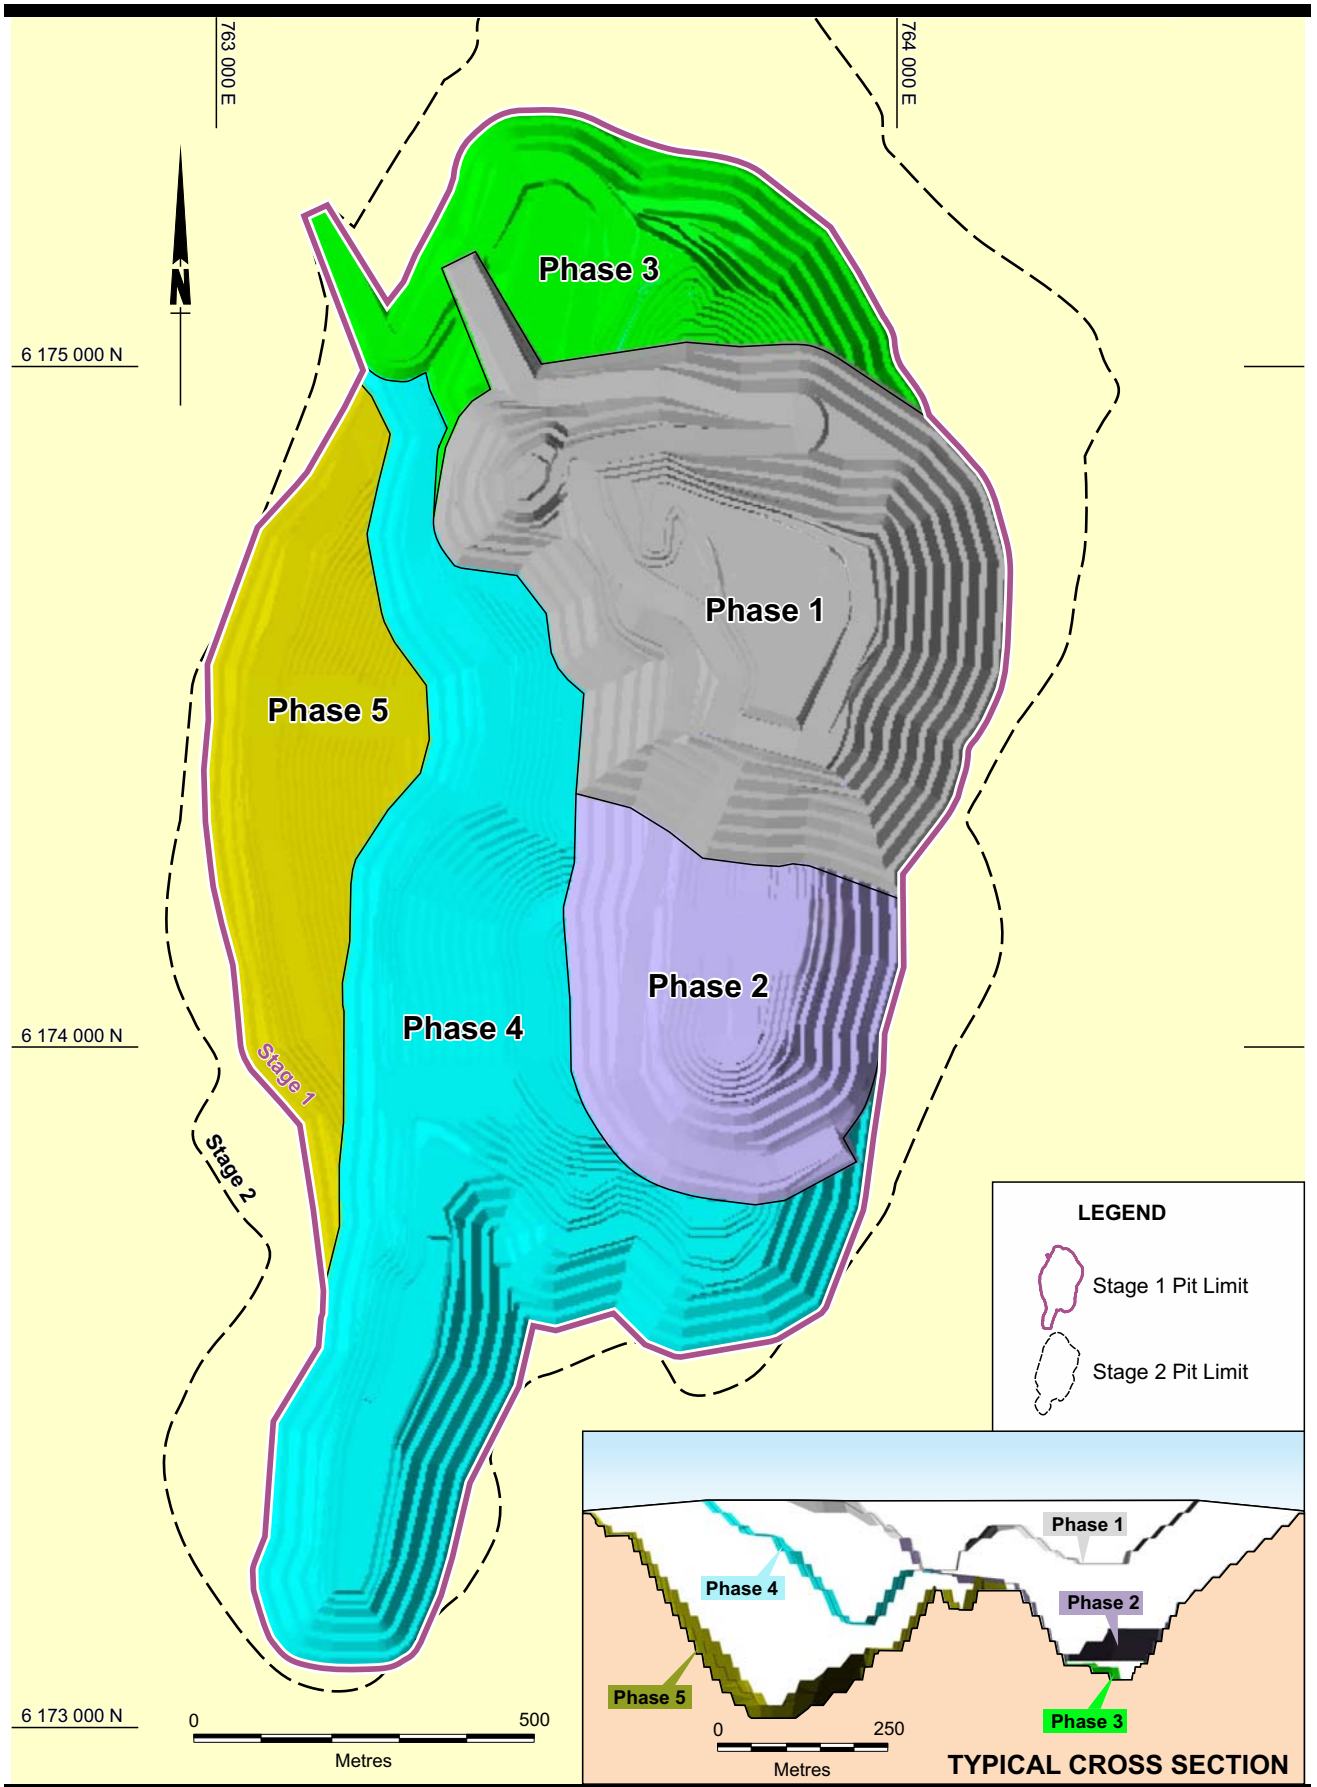 763 000 E
764 000 E
N
6 175 000 N
Phase 3
Phase 1
Phase 5
Phase 2
Phase 4
6 174 000 N
Stage 1
Stage 2
LEGEND
Stage 1 Pit Limit
Stage 2 Pit Limit
Phase 1
Phase 4
Phase 2
Phase 5
Phase 3
6 173 000 N
0 500
Metres
0 250
Metres
TYPICAL CROSS SECTION